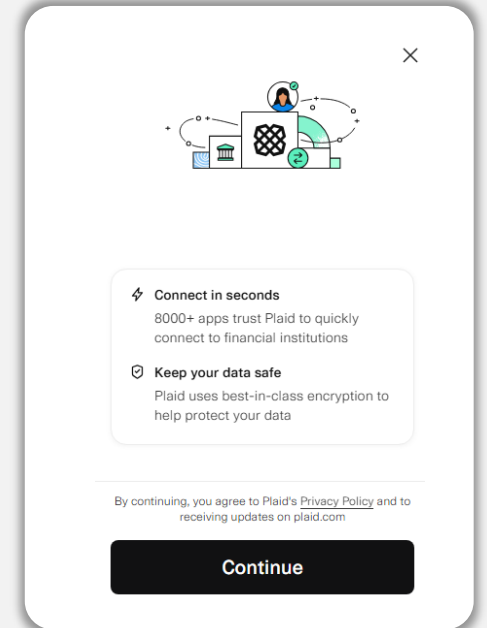 Connect in seconds
8000+ apps trust Plaid to quickly
connect to financial institutions
Keep your data safe
Plaid uses best-in-class encryption to
help protect your data
By continuing, you agree to Plaid's Privacy Policy and to
receiving updates on plaid.com
Continue